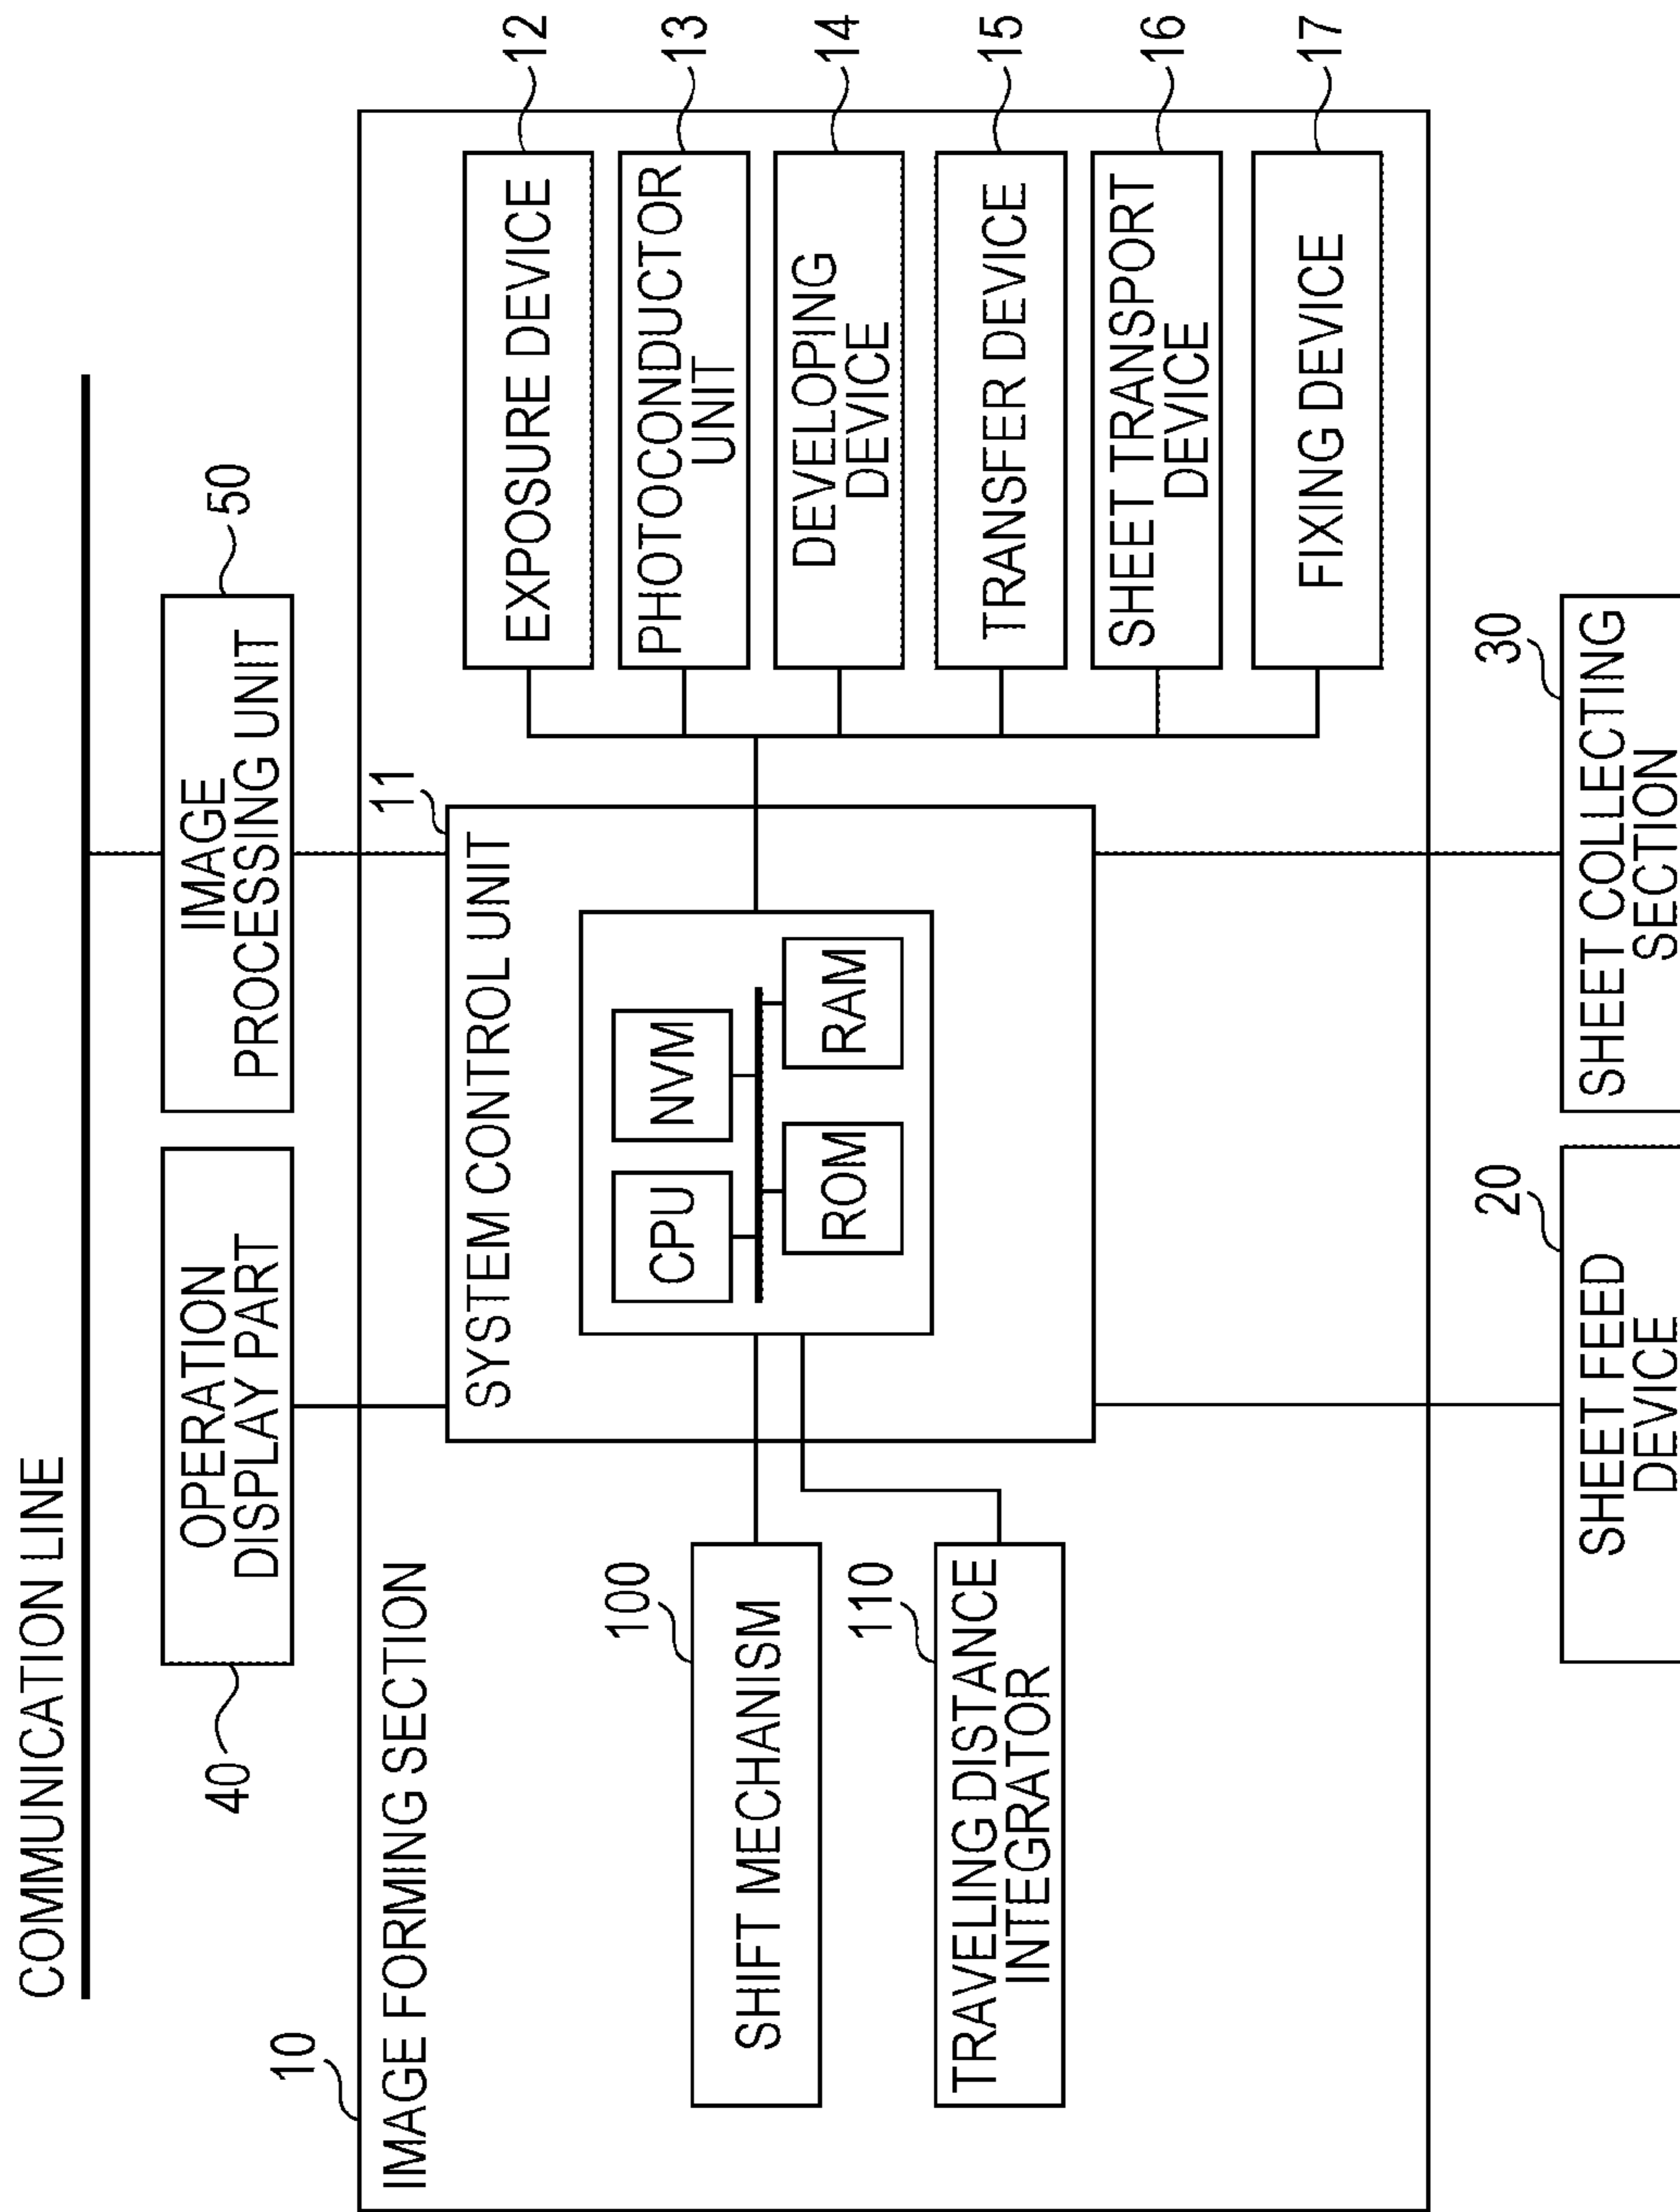 COMMUNICATION LINE
40
OPERATION
DISPLAY PART
IMAGE
PROCESSING UNIT
50
10
IMAGE FORMING SECTION
11
SYSTEM CONTROL UNIT
CPU
NVM
ROM
RAM
100
SHIFT MECHANISM
110
TRAVELING DISTANCE
INTEGRATOR
EXPOSURE DEVICE
12
PHOTOCONDUCTOR
UNIT
13
DEVELOPING
DEVICE
14
TRANSFER DEVICE
15
SHEET TRANSPORT
DEVICE
16
FIXING DEVICE
17
20
SHEET FEED
DEVICE
30
SHEET COLLECTING
SECTION